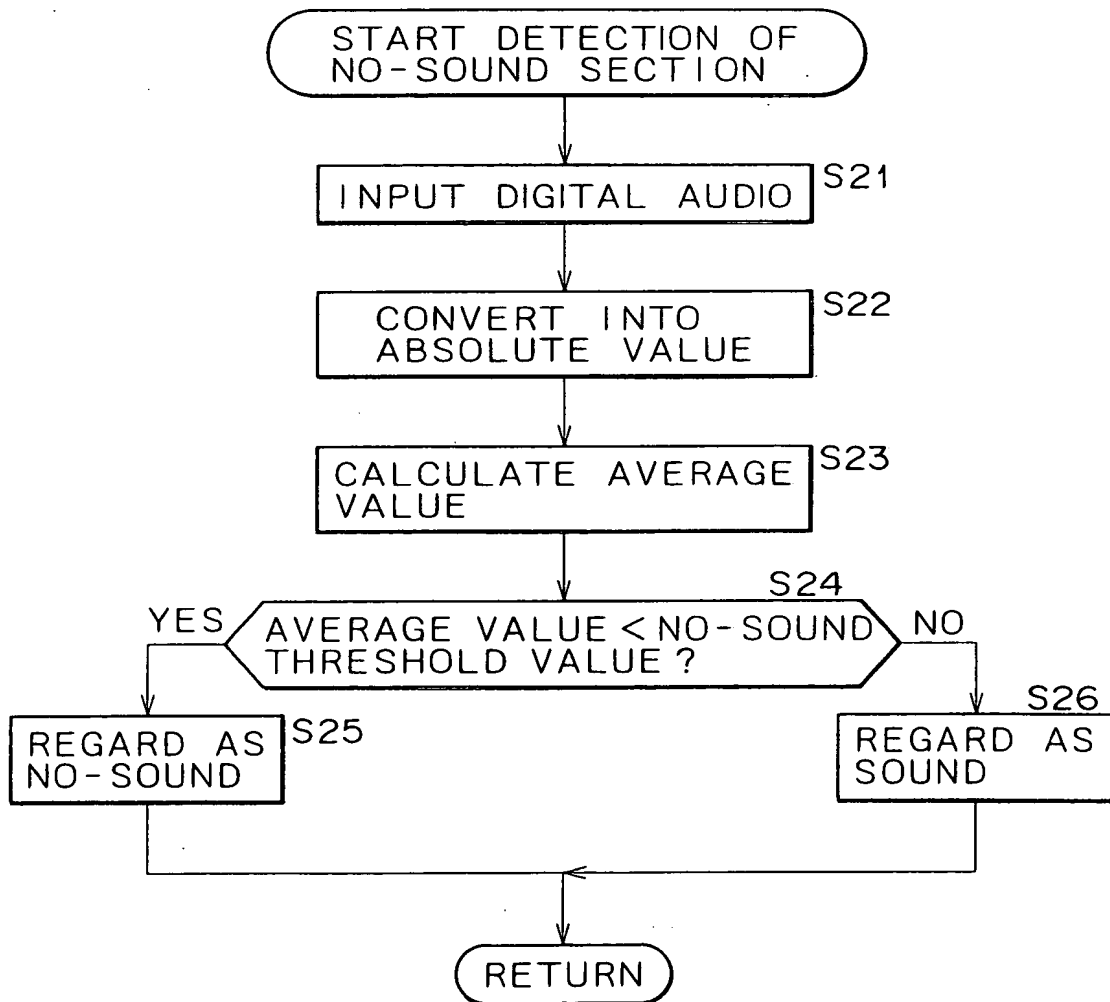 START DETECTION OF
NO-SOUND SECTION
S21
INPUT DIGITAL AUDIO
S22
CONVERT INTO
ABSOLUTE VALUE
S23
CALCULATE AVERAGE
VALUE
S24
YES
AVERAGE VALUE < NO-SOUND
THRESHOLD VALUE ?
NO
S25
REGARD AS
NO-SOUND
S26
REGARD AS
SOUND
RETURN